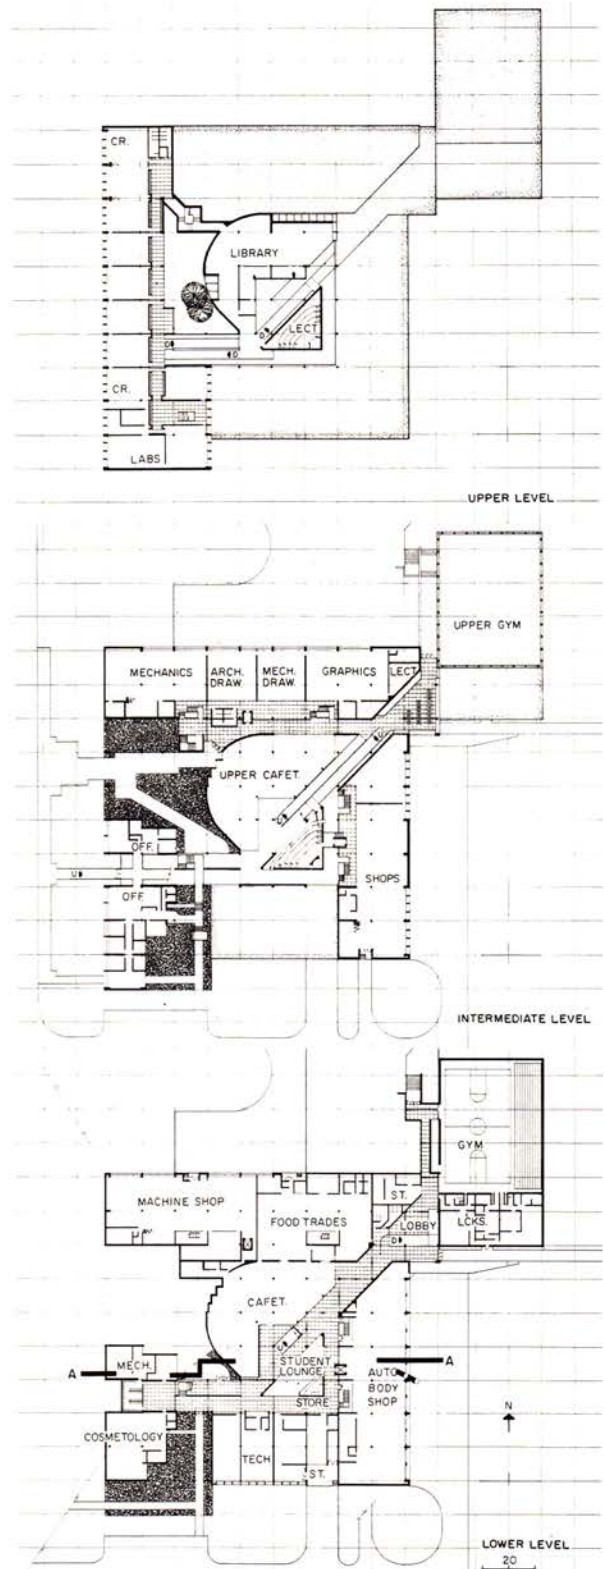 CR.
LIBRARY
LECT
D
D
D
CR.
LABS
UPPER LEVEL
UPPER GYM
MECHANICS
ARCH.
DRAW.
MECH.
DRAW.
GRAPHICS
LECT
U
UPPER CAFET.
U
OFF.
U
OFF.
SHOPS
INTERMEDIATE LEVEL
GYM
MACHINE SHOP
FOOD TRADES
ST.
LOBBY
LCKS.
D
CAFET.
U
A
MECH.
STUDENT
LOUNGE
A
AUTO
BODY
SHOP
STORE
N
COSMETOLOGY
TECH
ST.
LOWER LEVEL
20